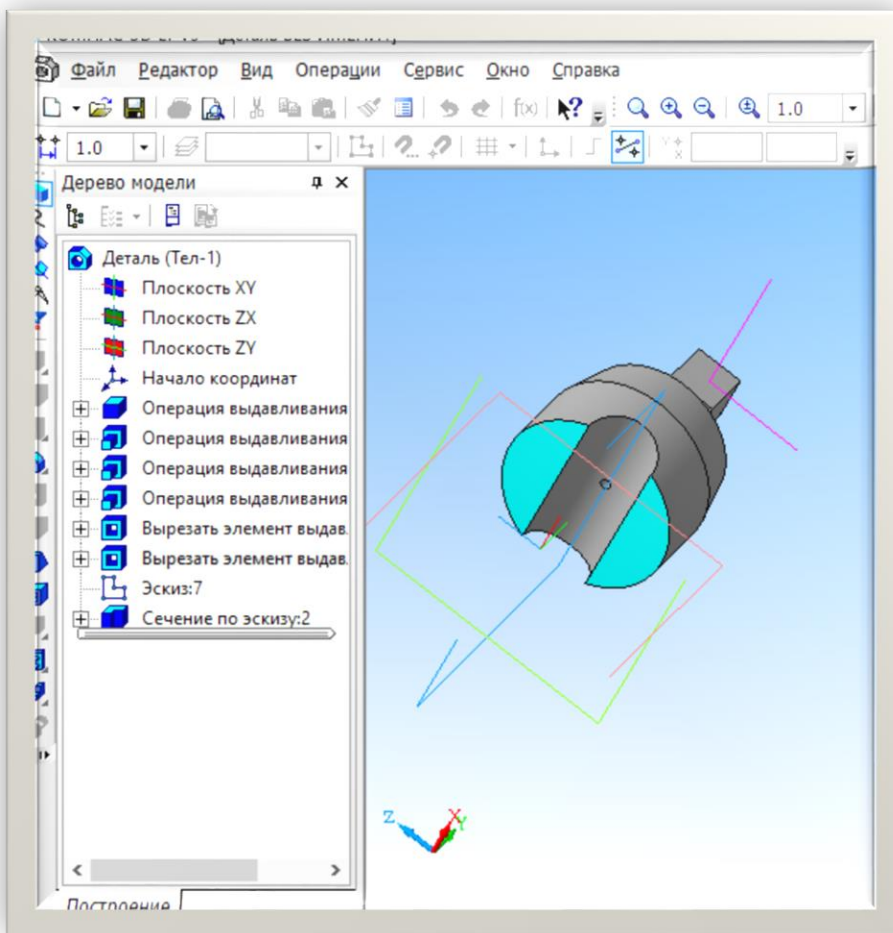 Файл Редактор Вид Операции Сервис Окно Справка
f(x) 1.0
1.0
Дерево модели
Деталь (Тел-1)
Плоскость XY
Плоскость ZX
Плоскость ZY
Начало координат
Операция выдавливания
Операция выдавливания
Операция выдавливания
Операция выдавливания
Вырезать элемент выдав.
Вырезать элемент выдав.
Эскиз:7
Сечение по эскизу:2
Z X Y
Построение